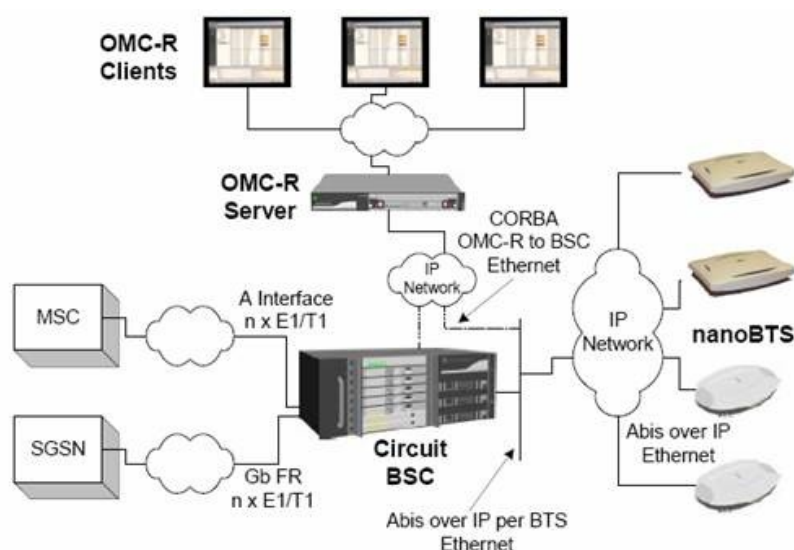 OMC-R
Clients
OMC-R
Server
CORBA
OMC-R to BSC
Ethernet
IP
Network
MSC
A Interface
n x E1/T1
IP
Network
nanoBTS
SGSN
Gb FR
n x E1/T1
Circuit
BSC
Abis over IP
Ethernet
Abis over IP per BTS
Ethernet